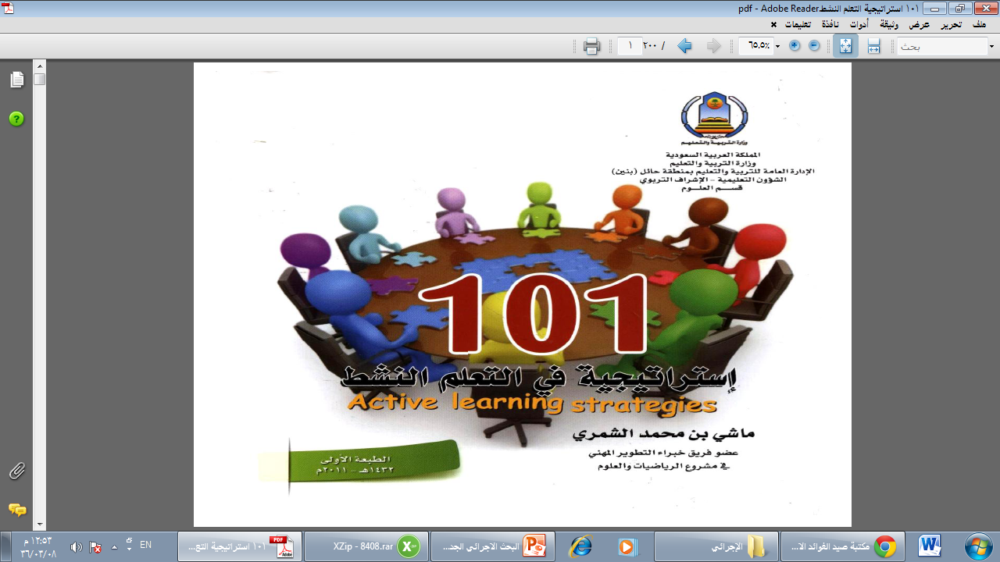 ١٠١ استراتيجية التعلم النشط.pdf - Adobe Reader
ملف تحرير عرض وثيقة أدوات نافذة تعليمات
١ / ٢٠٠
٦٥.٥%
بحث
وزارة التربية والتعليم
المملكة العربية السعودية
وزارة التربية والتعليم
الإدارة العامة للتربية والتعليم بمنطقة حائل (بنين)
الشؤون التعليمية – الإشراف التربوي
قسم العلوم
101
إستراتيجية في التعلم النشط
Active learning strategies
ماشي بن محمد الشمري
عضو فريق خبراء التطوير المهني
في مشروع الرياضيات والعلوم
الطبعة الأولى
١٤٣٢هـ – ٢٠١١م
مكتبة صيد الفوائد الا...
الإجرائي
البحث الاجرائي الجد...
XZip - 8408.rar
PDF
١٠١ استراتيجية التع...
EN
١٢:٥٣ م
٣٦/٠٣/٠٨